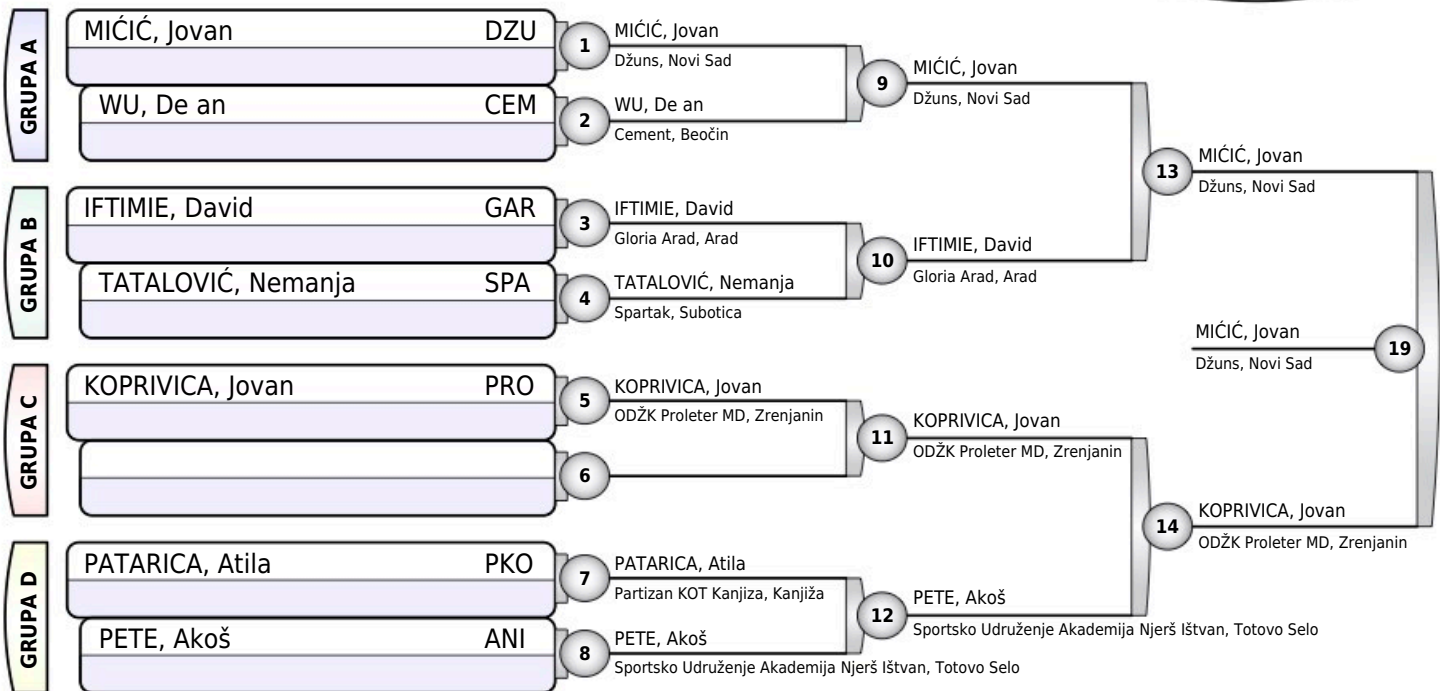 GRUPA A
MIĆIĆ, Jovan DZU
WU, De an CEM
1
MIĆIĆ, Jovan
Džuns, Novi Sad
2
WU, De an
Cement, Beočin
9
MIĆIĆ, Jovan
Džuns, Novi Sad
GRUPA B
IFTIMIE, David GAR
TATALOVIĆ, Nemanja SPA
3
IFTIMIE, David
Gloria Arad, Arad
4
TATALOVIĆ, Nemanja
Spartak, Subotica
10
IFTIMIE, David
Gloria Arad, Arad
13
MIĆIĆ, Jovan
Džuns, Novi Sad
GRUPA C
KOPRIVICA, Jovan PRO
5
KOPRIVICA, Jovan
ODŽK Proleter MD, Zrenjanin
6
11
KOPRIVICA, Jovan
ODŽK Proleter MD, Zrenjanin
GRUPA D
PATARICA, Atila PKO
PETE, Akoš ANI
7
PATARICA, Atila
Partizan KOT Kanjiza, Kanjiža
8
PETE, Akoš
Sportsko Udruženje Akademija Njerš Ištvan, Totovo Selo
12
PETE, Akoš
Sportsko Udruženje Akademija Njerš Ištvan, Totovo Selo
14
KOPRIVICA, Jovan
ODŽK Proleter MD, Zrenjanin
MIĆIĆ, Jovan
Džuns, Novi Sad
19